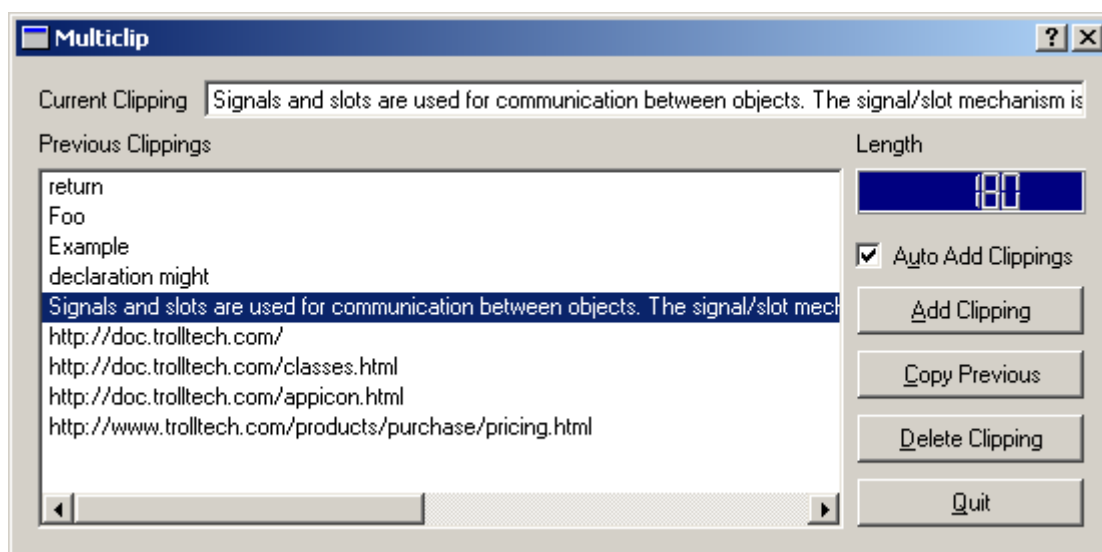 Multiclip
Current Clipping Signals and slots are used for communication between objects. The signal/slot mechanism is
Previous Clippings
Length
return
Foo
Example
declaration might
Signals and slots are used for communication between objects. The signal/slot mech
http://doc.trolltech.com/
http://doc.trolltech.com/classes.html
http://doc.trolltech.com/appicon.html
http://www.trolltech.com/products/purchase/pricing.html
180
Auto Add Clippings
Add Clipping
Copy Previous
Delete Clipping
Quit